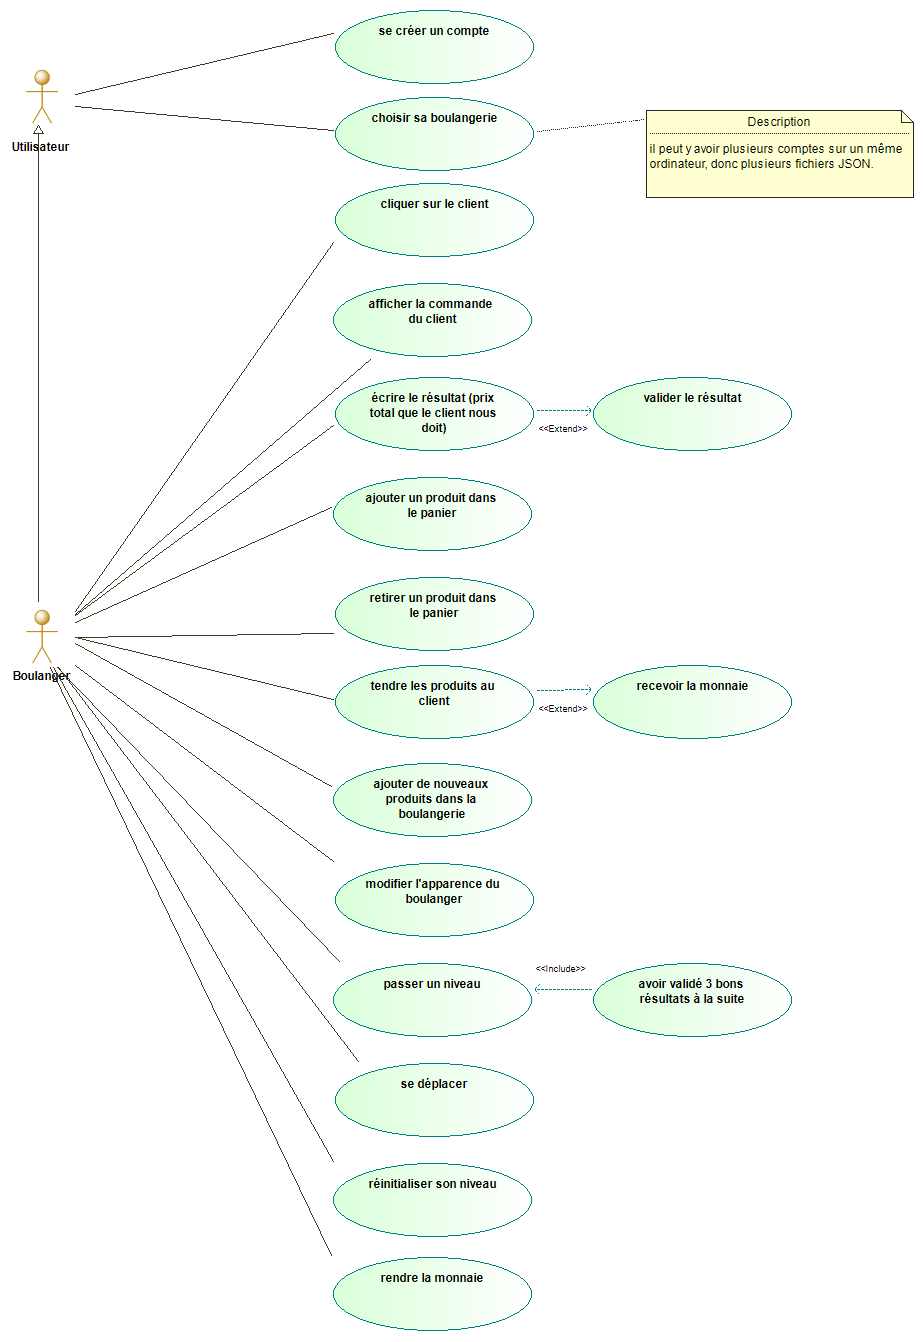 se créer un compte
Utilisateur
choisir sa boulangerie
Description
il peut y avoir plusieurs comptes sur un même
ordinateur, donc plusieurs fichiers JSON.
cliquer sur le client
afficher la commande
du client
écrire le résultat (prix
total que le client nous
doit)
<<Extend>>
valider le résultat
ajouter un produit dans
le panier
retirer un produit dans
le panier
Boulanger
tendre les produits au
client
<<Extend>>
recevoir la monnaie
ajouter de nouveaux
produits dans la
boulangerie
modifier l'apparence du
boulanger
passer un niveau
<<Include>>
avoir validé 3 bons
résultats à la suite
se déplacer
réinitialiser son niveau
rendre la monnaie